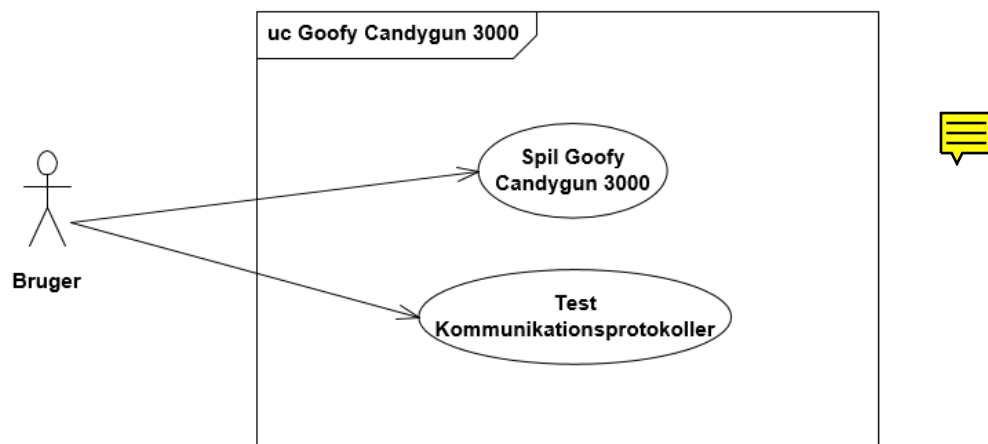 uc Goofy Candygun 3000
Spil Goofy
Candygun 3000
Bruger
Test
Kommunikationsprotokoller